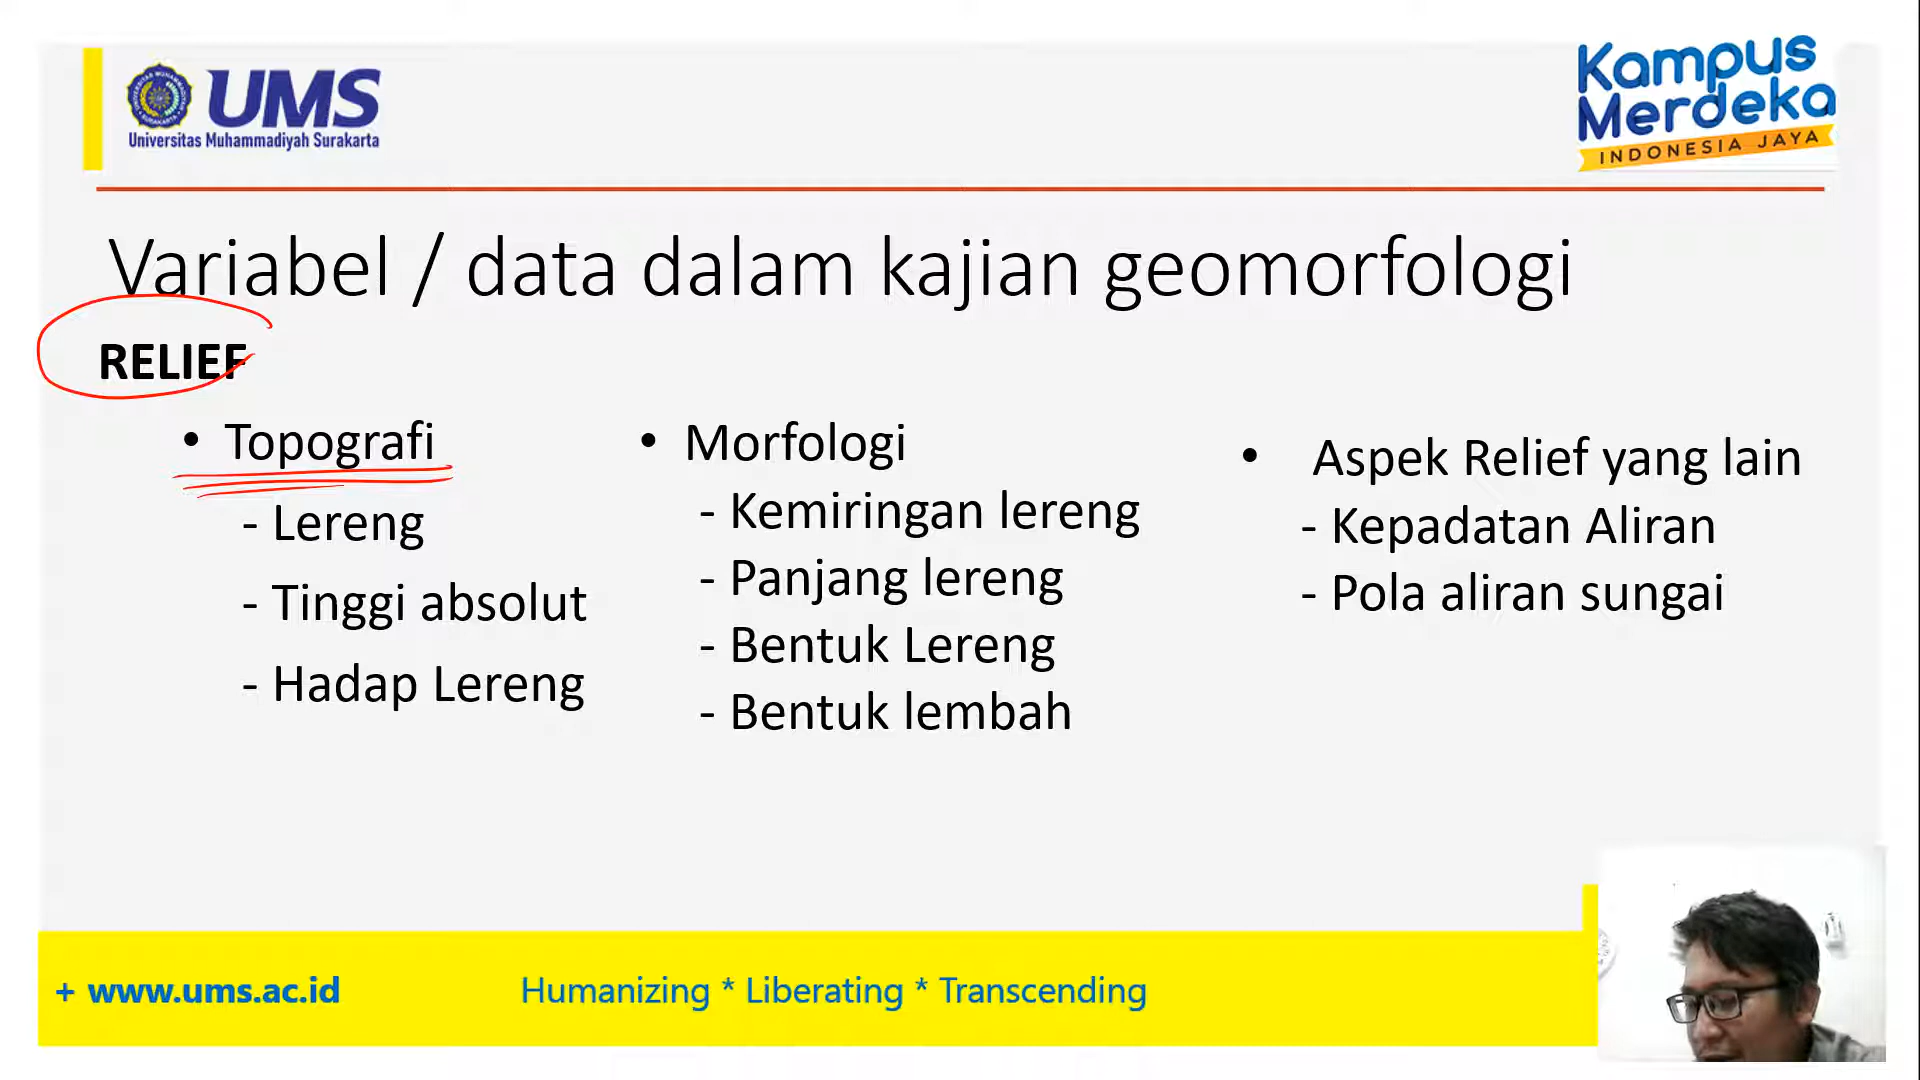 UMS
Universitas Muhammadiyah Surakarta
Kampus
Merdeka
INDONESIA JAYA
Variabel / data dalam kajian geomorfologi
RELIEF
• Topografi
- Lereng
- Tinggi absolut
- Hadap Lereng
• Morfologi
- Kemiringan lereng
- Panjang lereng
- Bentuk Lereng
- Bentuk lembah
• Aspek Relief yang lain
- Kepadatan Aliran
- Pola aliran sungai
+ www.ums.ac.id
Humanizing * Liberating * Transcending